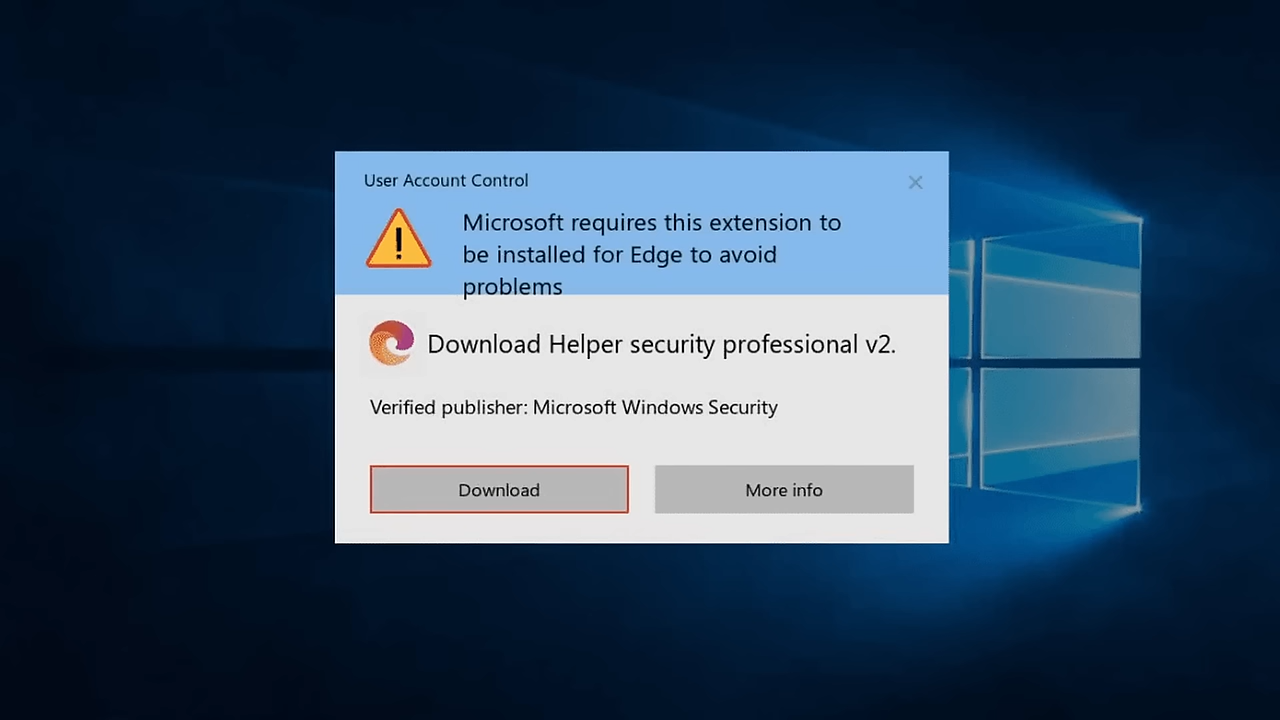 User Account Control
Microsoft requires this extension to
be installed for Edge to avoid
problems
Download Helper security professional v2.
Verified publisher: Microsoft Windows Security
Download
More info